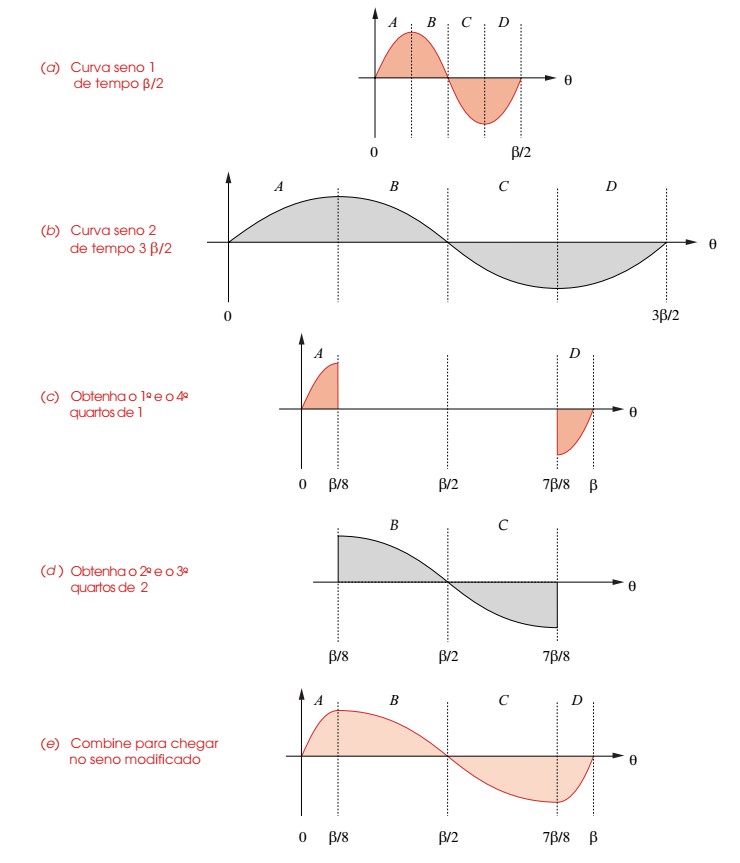 A B C D
(a) Curva seno 1
de tempo β/2
θ
0 β/2
A B C D
(b) Curva seno 2
de tempo 3 β/2
θ
0 3β/2
A D
(c) Obtenha o 1º e o 4º
quartos de 1
θ
0 β/8 β/2 7β/8 β
B C
(d) Obtenha o 2º e o 3º
quartos de 2
θ
β/8 β/2 7β/8
A B C D
(e) Combine para chegar
no seno modificado
θ
0 β/8 β/2 7β/8 β